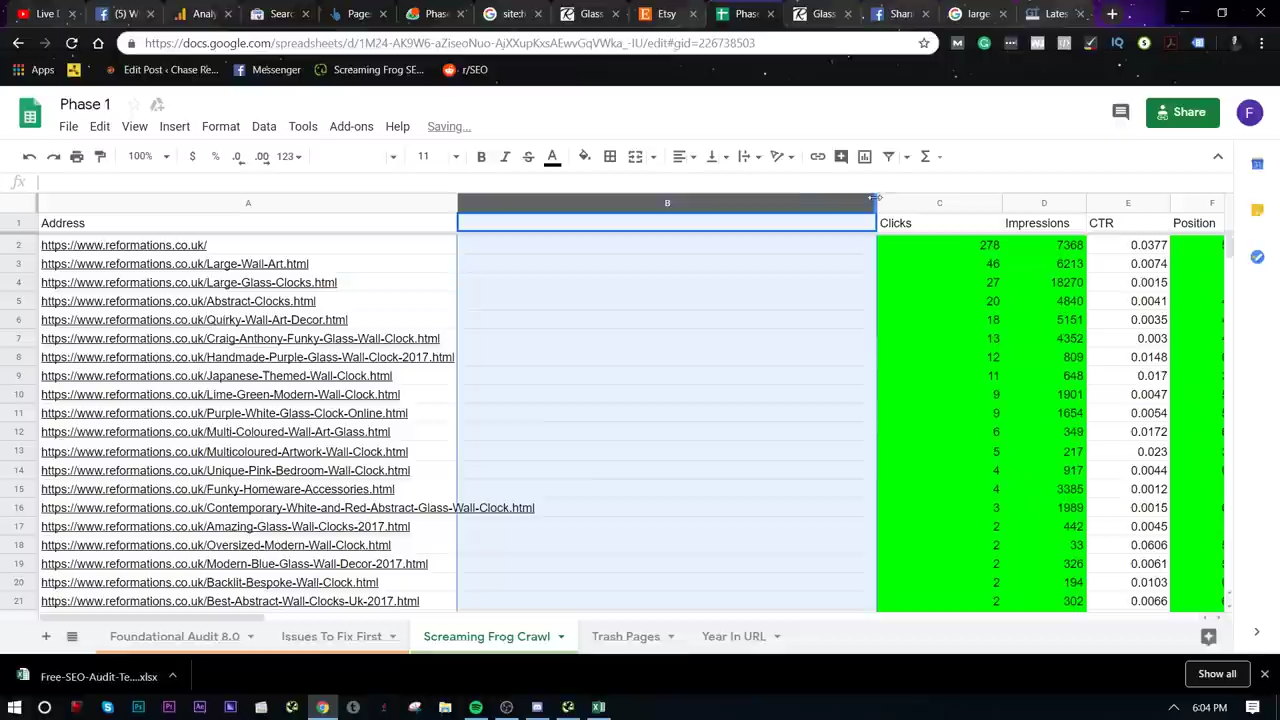 Live D
reformat
Analy
Search
Page
Phase
site:h
Glass
Etsy
Phase
Glass
Share
large
Lates
https://docs.google.com/spreadsheets/d/1M24-AK9W6-aZiseoNuo-AjXXupKxsAEwvGqVWka_-IU/edit#gid=226738503
Apps
Edit Post ‹ Chase Re...
Messenger
Screaming Frog SE...
r/SEO
Phase 1
Share
F
File Edit View Insert Format Data Tools Add-ons Help Saving...
100% $ % .0 .00 123 11 B I S A
fx
A B C D E F
1 Address Clicks Impressions CTR Position
2 https://www.reformations.co.uk/ 278 7368 0.0377
3 https://www.reformations.co.uk/Large-Wall-Art.html 46 6213 0.0074
4 https://www.reformations.co.uk/Large-Glass-Clocks.html 27 18270 0.0015
5 https://www.reformations.co.uk/Abstract-Clocks.html 20 4840 0.0041
6 https://www.reformations.co.uk/Quirky-Wall-Art-Decor.html 18 5151 0.0035
7 https://www.reformations.co.uk/Craig-Anthony-Funky-Glass-Wall-Clock.html 13 4352 0.003
8 https://www.reformations.co.uk/Handmade-Purple-Glass-Wall-Clock-2017.html 12 809 0.0148
9 https://www.reformations.co.uk/Japanese-Themed-Wall-Clock.html 11 648 0.017
10 https://www.reformations.co.uk/Lime-Green-Modern-Wall-Clock.html 9 1901 0.0047
11 https://www.reformations.co.uk/Purple-White-Glass-Clock-Online.html 9 1654 0.0054
12 https://www.reformations.co.uk/Multi-Coloured-Wall-Art-Glass.html 6 349 0.0172
13 https://www.reformations.co.uk/Multicoloured-Artwork-Wall-Clock.html 5 217 0.023
14 https://www.reformations.co.uk/Unique-Pink-Bedroom-Wall-Clock.html 4 917 0.0044
15 https://www.reformations.co.uk/Funky-Homeware-Accessories.html 4 3385 0.0012
16 https://www.reformations.co.uk/Contemporary-White-and-Red-Abstract-Glass-Wall-Clock.html 3 1989 0.0015
17 https://www.reformations.co.uk/Amazing-Glass-Wall-Clocks-2017.html 2 442 0.0045
18 https://www.reformations.co.uk/Oversized-Modern-Wall-Clock.html 2 33 0.0606
19 https://www.reformations.co.uk/Modern-Blue-Glass-Wall-Decor-2017.html 2 326 0.0061
20 https://www.reformations.co.uk/Backlit-Bespoke-Wall-Clock.html 2 194 0.0103
21 https://www.reformations.co.uk/Best-Abstract-Wall-Clocks-Uk-2017.html 2 302 0.0066
Foundational Audit 8.0 Issues To Fix First Screaming Frog Crawl Trash Pages Year In URL
Free-SEO-Audit-Te....xlsx
Show all
6:04 PM